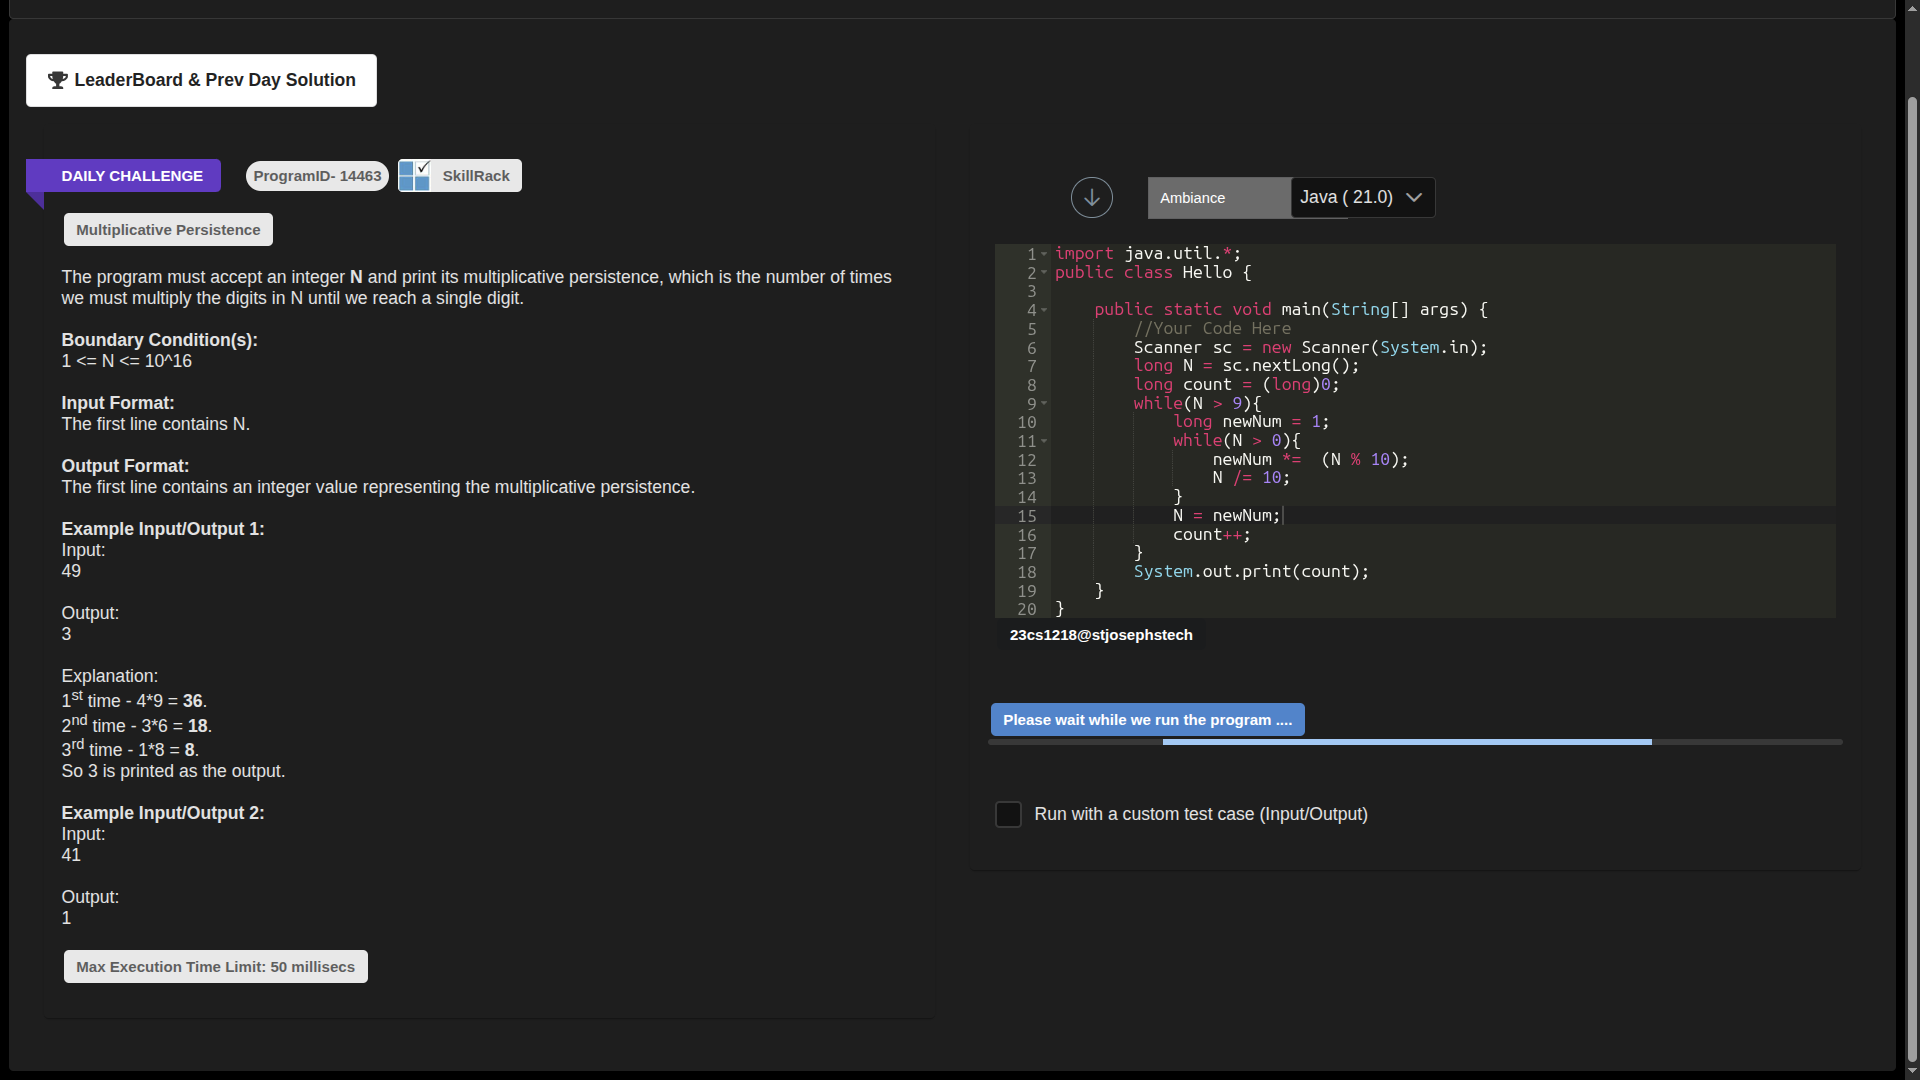 LeaderBoard & Prev Day Solution
DAILY CHALLENGE
ProgramID- 14463
SkillRack
Multiplicative Persistence
The program must accept an integer N and print its multiplicative persistence, which is the number of times
we must multiply the digits in N until we reach a single digit.
Boundary Condition(s):
1 <= N <= 10^16
Input Format:
The first line contains N.
Output Format:
The first line contains an integer value representing the multiplicative persistence.
Example Input/Output 1:
Input:
49
Output:
3
Explanation:
1st time - 4*9 = 36.
2nd time - 3*6 = 18.
3rd time - 1*8 = 8.
So 3 is printed as the output.
Example Input/Output 2:
Input:
41
Output:
1
Max Execution Time Limit: 50 millisecs
Ambiance
Java ( 21.0)
1 import java.util.*;
2 public class Hello {
3
4     public static void main(String[] args) {
5         //Your Code Here
6         Scanner sc = new Scanner(System.in);
7         long N = sc.nextLong();
8         long count = (long)0;
9         while(N > 9){
10             long newNum = 1;
11             while(N > 0){
12                 newNum *=  (N % 10);
13                 N /= 10;
14             }
15             N = newNum;
16             count++;
17         }
18         System.out.print(count);
19     }
20 }
23cs1218@stjosephstech
Please wait while we run the program ....
Run with a custom test case (Input/Output)